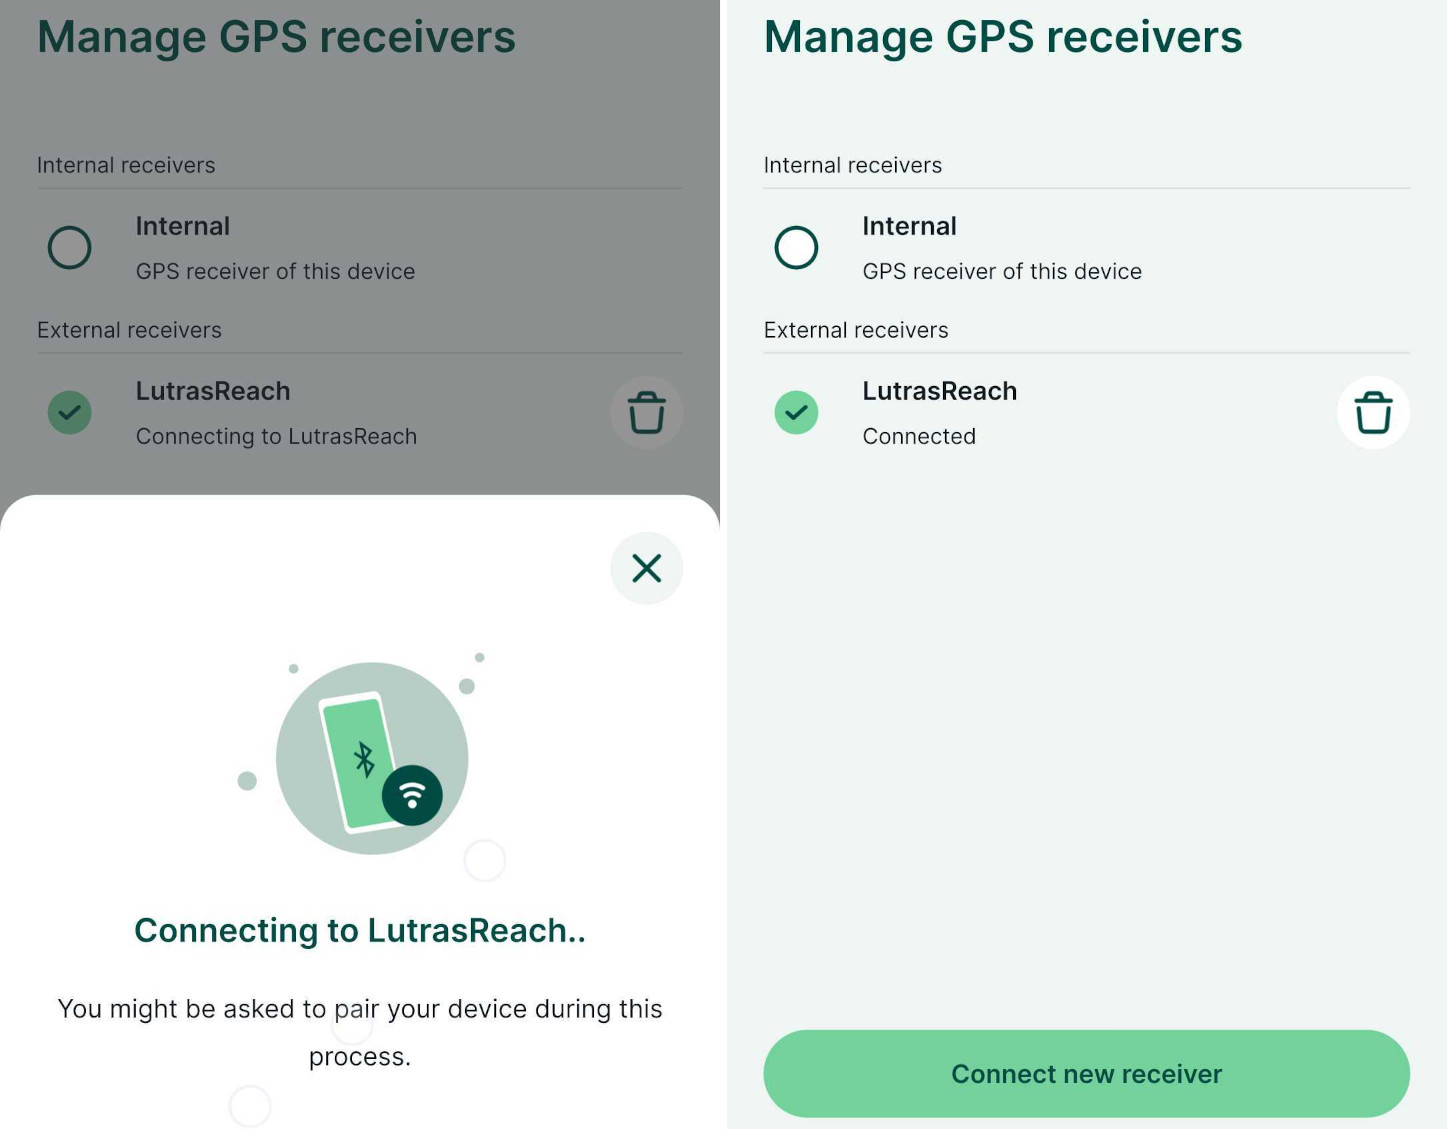 Manage GPS receivers
Internal receivers
Internal
GPS receiver of this device
External receivers
LutrasReach
Connecting to LutrasReach
Connecting to LutrasReach..
You might be asked to pair your device during this
process.
Manage GPS receivers
Internal receivers
Internal
GPS receiver of this device
External receivers
LutrasReach
Connected
Connect new receiver